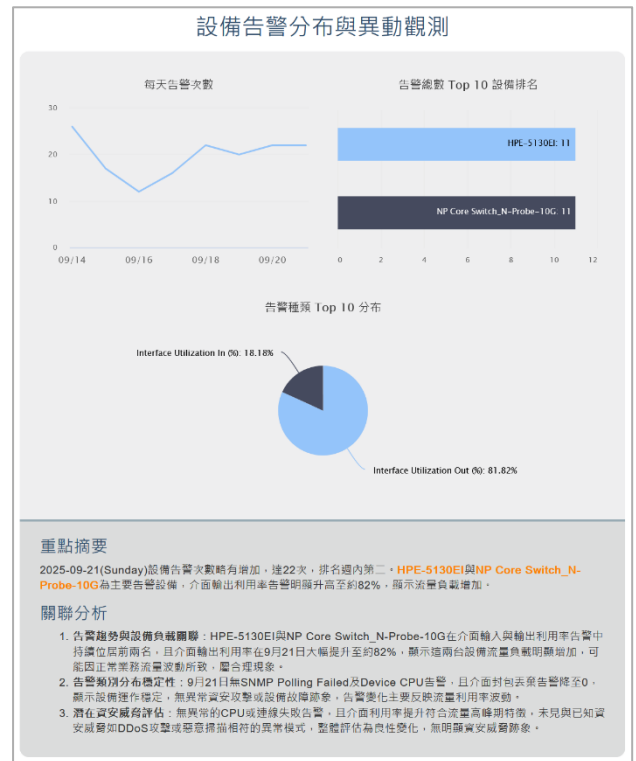 設備告警分布與異動觀測
每天告警次數
30
20
10
0
09/14
09/16
09/18
09/20
告警總數 Top 10 設備排名
HPE-5130EI: 11
NP Core Switch_N-Probe-10G: 11
0
2
4
6
8
10
12
告警種類 Top 10 分布
Interface Utilization In (%): 18.18%
Interface Utilization Out (%): 81.82%
重點摘要
2025-09-21(Sunday)設備告警次數略有增加，達22次，排名週內第二。HPE-5130EI與NP Core Switch_N-
Probe-10G為主要告警設備，介面輸出利用率告警明顯升高至約82%，顯示流量負載增加。
關聯分析
1. 告警趨勢與設備負載關聯：HPE-5130EI與NP Core Switch_N-Probe-10G在介面輸入與輸出利用率告警中
持續位居前兩名，且介面輸出利用率在9月21日大幅提升至約82%，顯示這兩台設備流量負載明顯增加，可
能因正常業務流量波動所致，屬合理現象。
2. 告警類別分布穩定性：9月21日無SNMP Polling Failed及Device CPU告警，且介面封包丟棄告警降至0，
顯示設備運作穩定，無異常資安攻擊或設備故障跡象，告警變化主要反映流量利用率波動。
3. 潛在資安威脅評估：無異常的CPU或連線失敗告警，且介面利用率提升符合流量高峰期特徵，未見與已知資
安威脅如DDoS攻擊或惡意掃描相符的異常模式，整體評估為良性變化，無明顯資安威脅跡象。